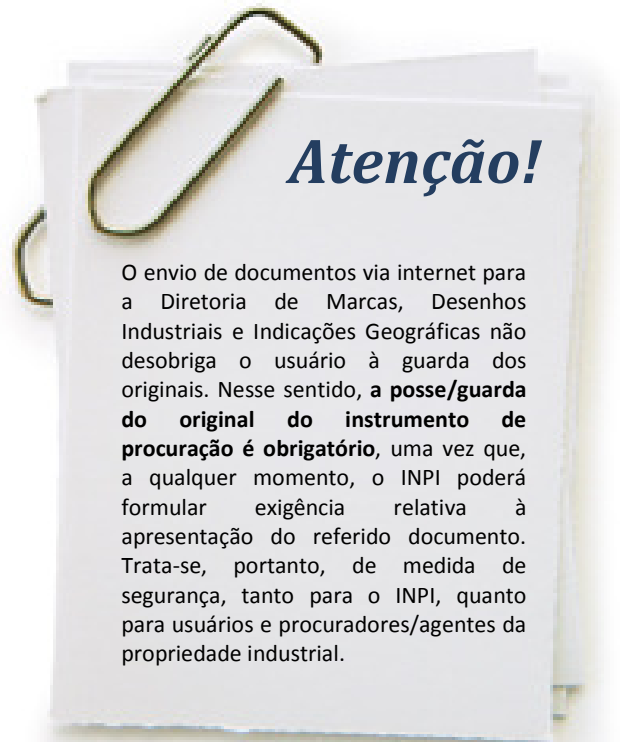 Atenção!
O envio de documentos via internet para
a Diretoria de Marcas, Desenhos
Industriais e Indicações Geográficas não
desobriga o usuário à guarda dos
originais. Nesse sentido, a posse/guarda
do original do instrumento de
procuração é obrigatório, uma vez que,
a qualquer momento, o INPI poderá
formular exigência relativa à
apresentação do referido documento.
Trata-se, portanto, de medida de
segurança, tanto para o INPI, quanto
para usuários e procuradores/agentes da
propriedade industrial.